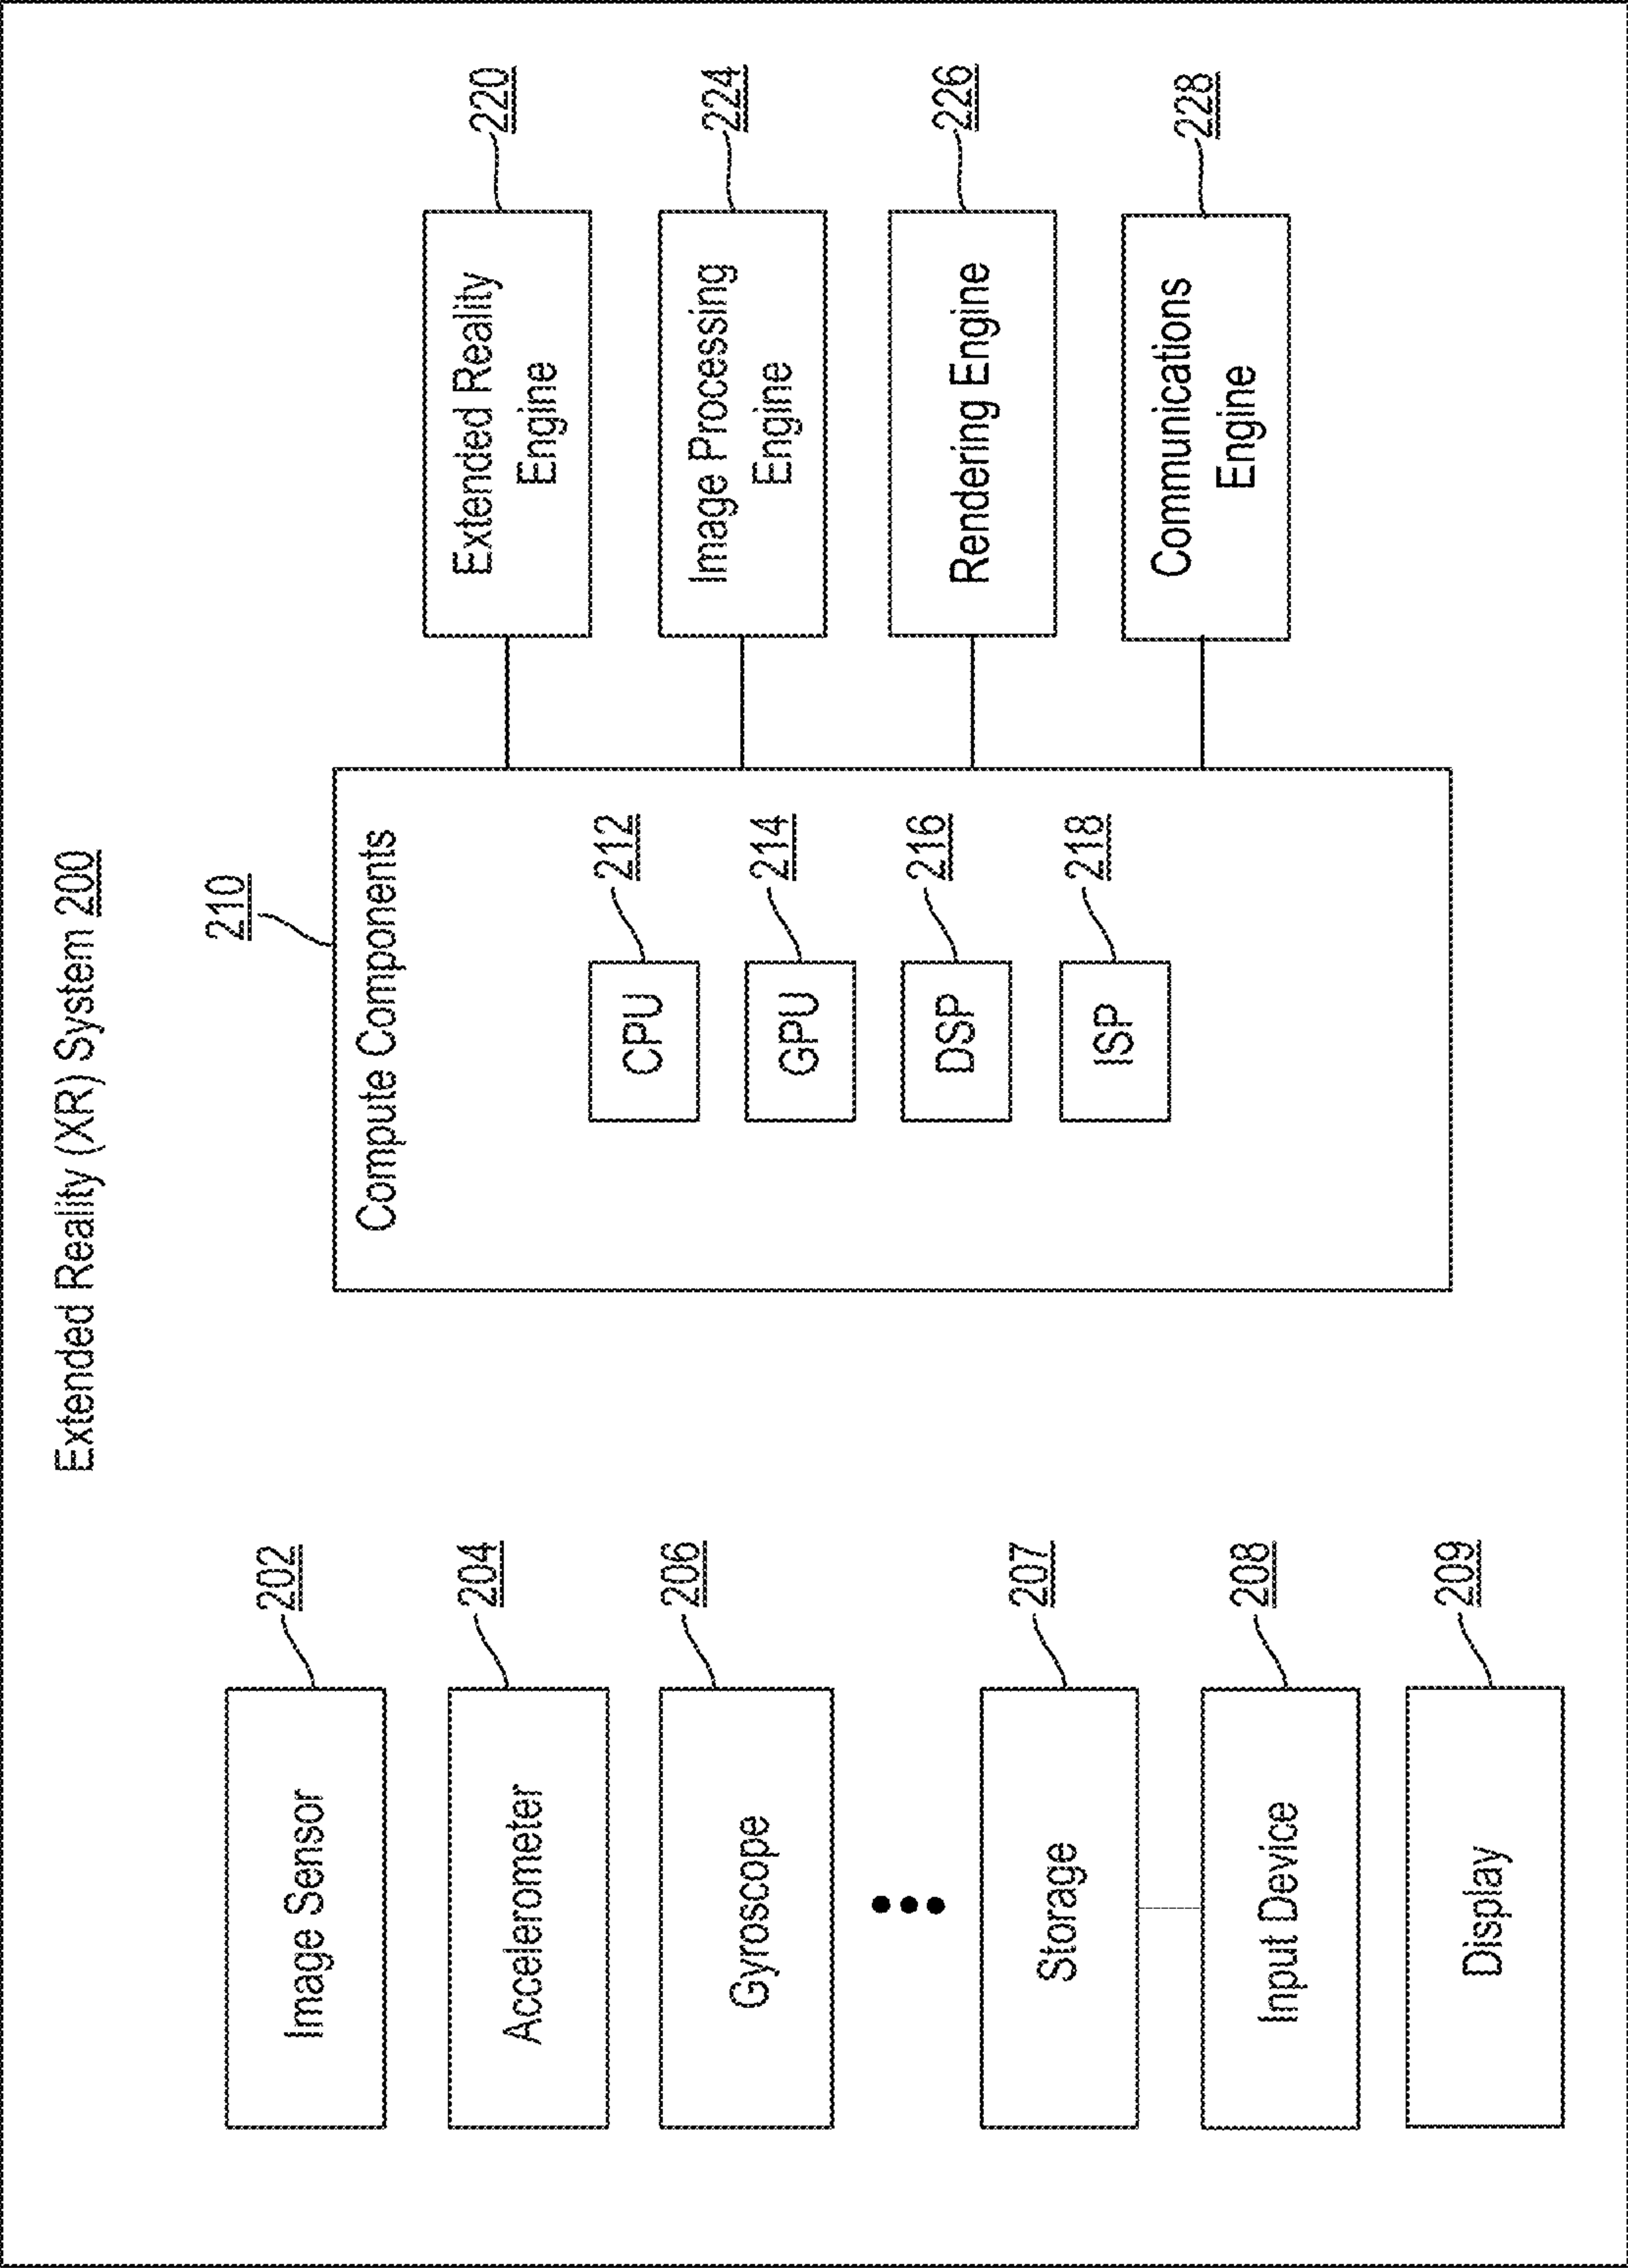 Extended Reality (XR) System 200
202
Image Sensor
204
Accelerometer
206
Gyroscope
207
Storage
208
Input Device
209
Display
210
Compute Components
212
CPU
214
GPU
216
DSP
218
ISP
220
Extended Reality
Engine
224
Image Processing
Engine
226
Rendering Engine
228
Communications
Engine